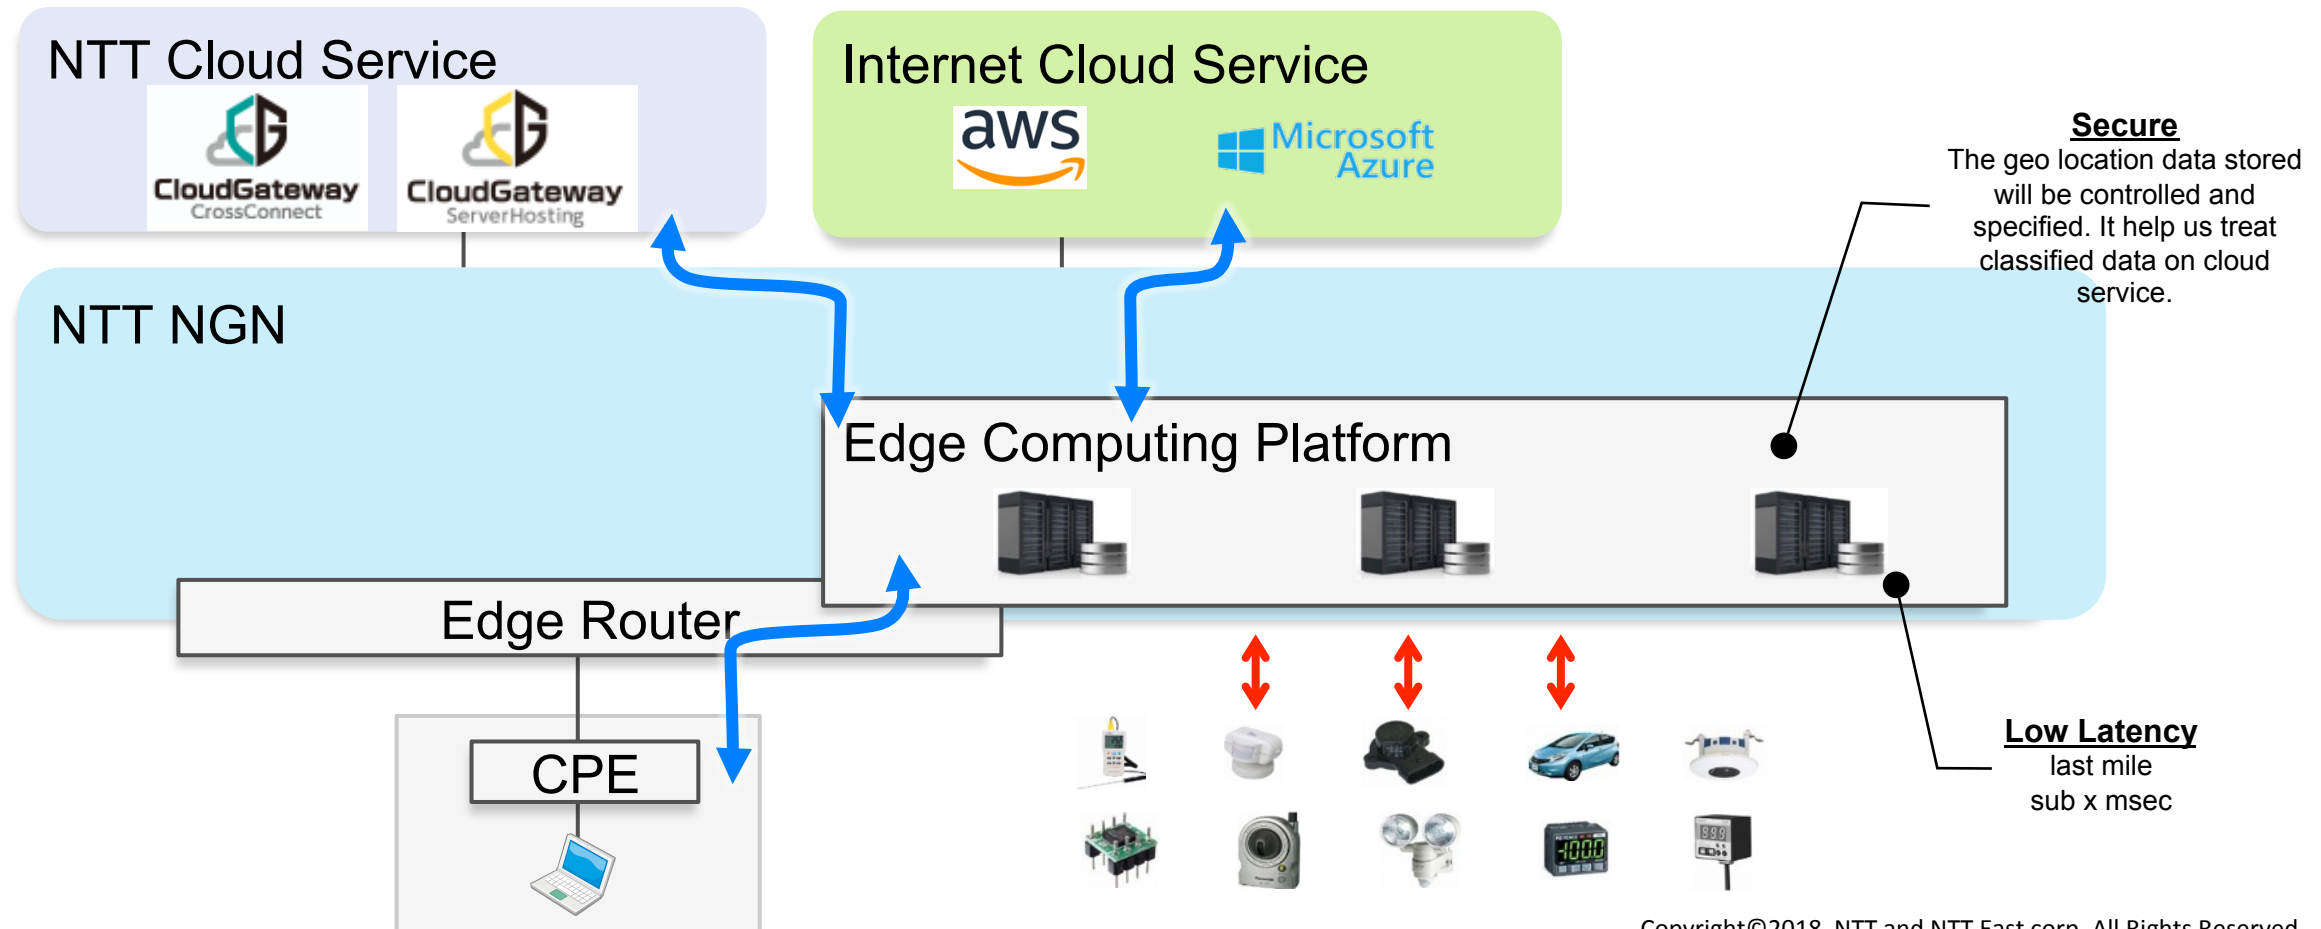 NTT Cloud Service
CloudGateway
CrossConnect
CloudGateway
ServerHosting
Internet Cloud Service
aws
Microsoft
Azure
Secure
The geo location data stored
will be controlled and
specified. It help us treat
classified data on cloud
service.
NTT NGN
Edge Computing Platform
Edge Router
CPE
Low Latency
last mile
sub x msec
-100.0
999
Copyright©2018 NTT and NTT East corp. All Rights Reserved.